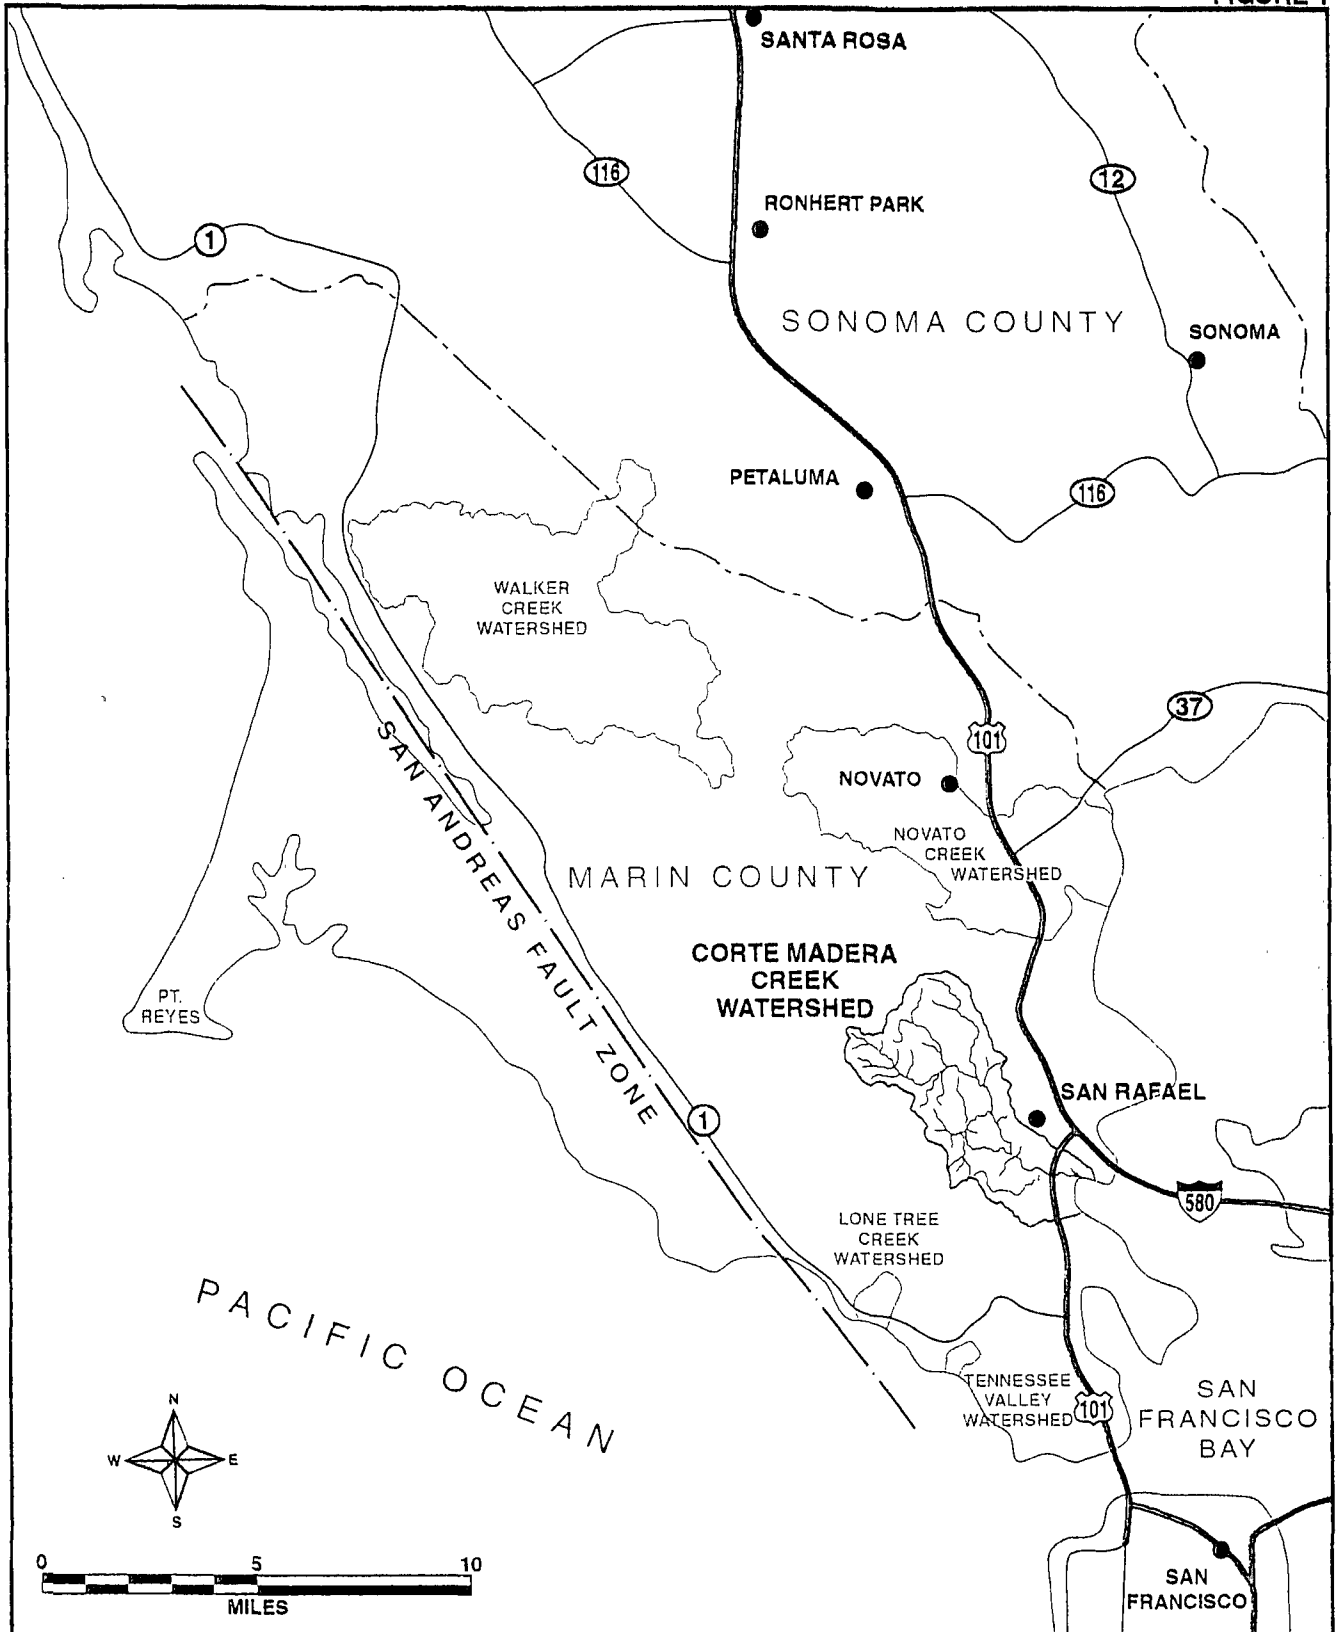 FIGURE 1
SANTA ROSA
116
12
RONHERT PARK
1
SONOMA COUNTY
SONOMA
PETALUMA
116
WALKER
CREEK
WATERSHED
37
101
NOVATO
NOVATO
CREEK
WATERSHED
SAN ANDREAS FAULT ZONE
MARIN COUNTY
CORTE MADERA
CREEK
WATERSHED
PT.
REYES
SAN RAFAEL
1
580
LONE TREE
CREEK
WATERSHED
PACIFIC OCEAN
TENNESSEE
VALLEY
WATERSHED
101
SAN
FRANCISCO
BAY
N
W E
S
0 5 10
MILES
SAN
FRANCISCO